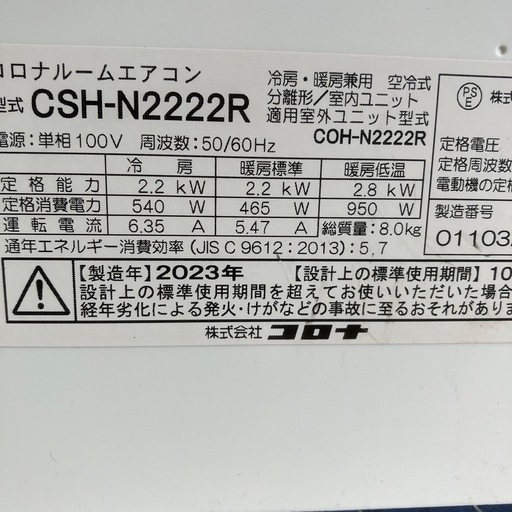 コロナルームエアコン
型式 CSH-N2222R
冷房・暖房兼用 空冷式
分離形/室内ユニット
適用室外ユニット型式
COH-N2222R
電源:単相100V 周波数:50/60Hz
冷房 暖房標準 暖房低温
定格能力 2.2 kW 2.2 kW 2.8 kW
定格消費電力 540 W 465 W 950 W
運転電流 6.35 A 5.47 A 総質量:8.0kg
通年エネルギー消費効率 (JIS C 9612:2013):5.7
PS
E
株式
定格電圧
定格周波数
電動機の定格
製造番号
01103
【製造年】2023年 【設計上の標準使用期間】10
設計上の標準使用期間を超えてお使いいただいた場
経年劣化による発火・けがなどの事故に至るおそれがありま
株式会社 コロナ